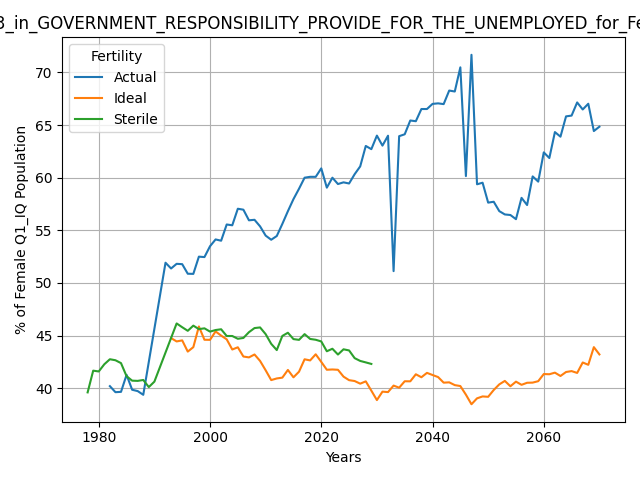 3_in_GOVERNMENT_RESPONSIBILITY_PROVIDE_FOR_THE_UNEMPLOYED_for_Fe
Fertility
Actual
Ideal
Sterile
% of Female Q1_IQ Population
70
65
60
55
50
45
40
1980
2000
2020
2040
2060
Years